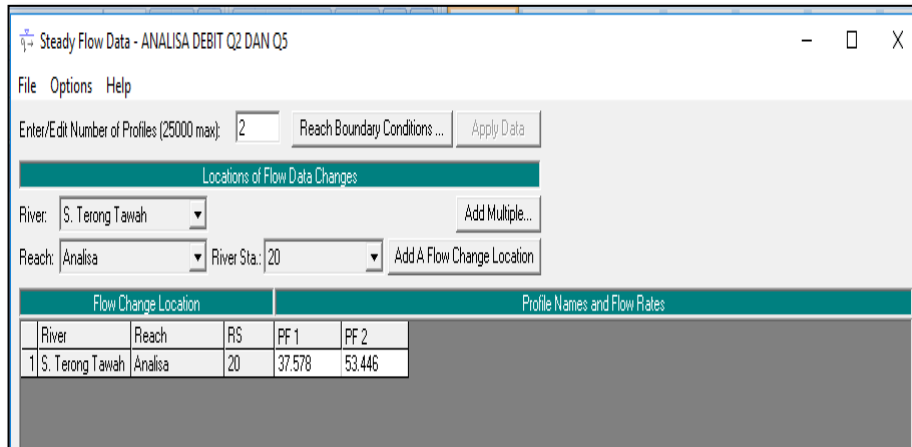 Steady Flow Data - ANALISA DEBIT Q2 DAN Q5
File Options Help
Enter/Edit Number of Profiles (25000 max): 2 Reach Boundary Conditions ... Apply Data
Locations of Flow Data Changes
River: S. Terong Tawah Add Multiple...
Reach: Analisa River Sta.: 20 Add A Flow Change Location
Flow Change Location Profile Names and Flow Rates
River Reach RS PF 1 PF 2
1 S. Terong Tawah Analisa 20 37.578 53.446